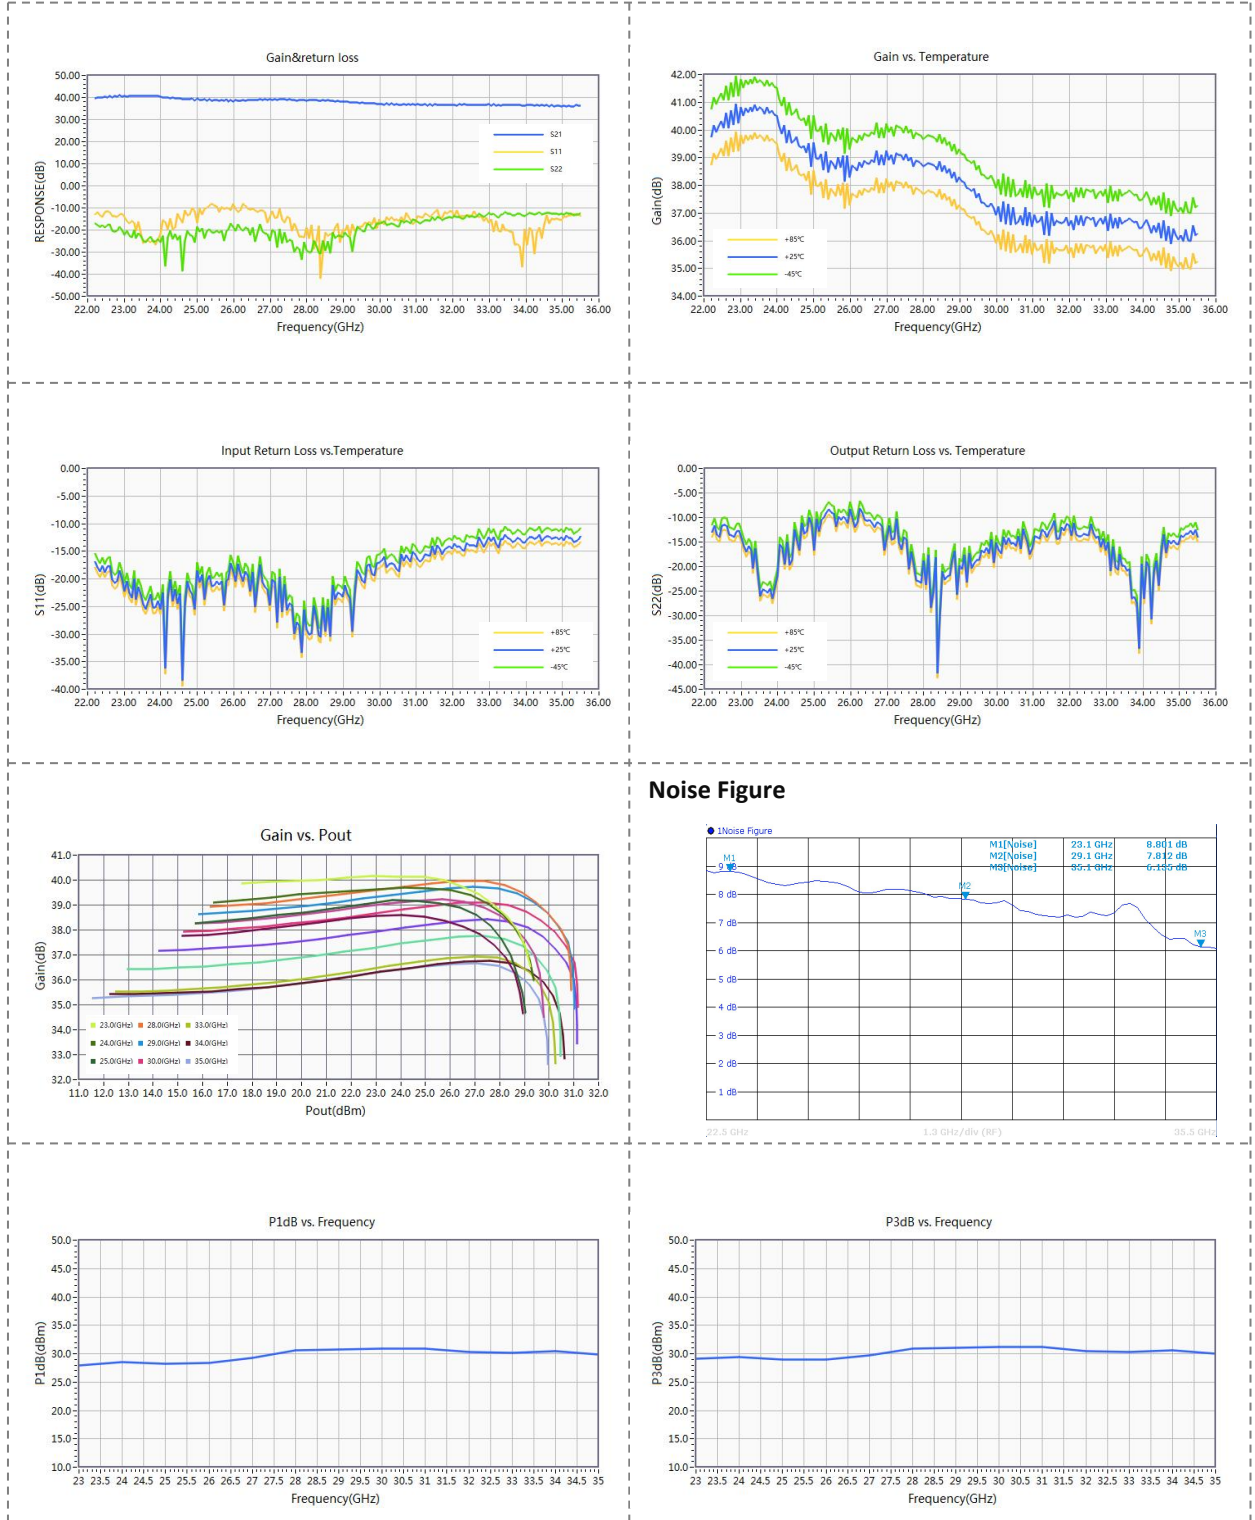 Gain&return loss
50.00
40.00
30.00
20.00
10.00
0.00
-10.00
-20.00
-30.00
-40.00
-50.00
RESPONSE(dB)
S21
S11
S22
22.00 23.00 24.00 25.00 26.00 27.00 28.00 29.00 30.00 31.00 32.00 33.00 34.00 35.00 36.00
Frequency(GHz)
Gain vs. Temperature
42.00
41.00
40.00
39.00
38.00
37.00
36.00
35.00
34.00
Gain(dB)
+85℃
+25℃
-45℃
22.00 23.00 24.00 25.00 26.00 27.00 28.00 29.00 30.00 31.00 32.00 33.00 34.00 35.00 36.00
Frequency(GHz)
Input Return Loss vs.Temperature
0.00
-5.00
-10.00
-15.00
-20.00
-25.00
-30.00
-35.00
-40.00
S11(dB)
+85℃
+25℃
-45℃
22.00 23.00 24.00 25.00 26.00 27.00 28.00 29.00 30.00 31.00 32.00 33.00 34.00 35.00 36.00
Frequency(GHz)
Output Return Loss vs. Temperature
0.00
-5.00
-10.00
-15.00
-20.00
-25.00
-30.00
-35.00
-40.00
-45.00
S22(dB)
+85℃
+25℃
-45℃
22.00 23.00 24.00 25.00 26.00 27.00 28.00 29.00 30.00 31.00 32.00 33.00 34.00 35.00 36.00
Frequency(GHz)
Gain vs. Pout
41.0
40.0
39.0
38.0
37.0
36.0
35.0
34.0
33.0
32.0
Gain(dB)
23.0(GHz) 28.0(GHz) 33.0(GHz)
24.0(GHz) 29.0(GHz) 34.0(GHz)
25.0(GHz) 30.0(GHz) 35.0(GHz)
11.0 12.0 13.0 14.0 15.0 16.0 17.0 18.0 19.0 20.0 21.0 22.0 23.0 24.0 25.0 26.0 27.0 28.0 29.0 30.0 31.0 32.0
Pout(dBm)
Noise Figure
1Noise Figure
M1[Noise] 23.1 GHz 8.801 dB
M2[Noise] 29.1 GHz 7.812 dB
M3[Noise] 35.1 GHz 6.135 dB
M1
M2
M3
9 dB
8 dB
7 dB
6 dB
5 dB
4 dB
3 dB
2 dB
1 dB
22.5 GHz 1.3 GHz/div (RF) 35.5 GHz
P1dB vs. Frequency
50.0
45.0
40.0
35.0
30.0
25.0
20.0
15.0
10.0
P1dB(dBm)
23 23.5 24 24.5 25 25.5 26 26.5 27 27.5 28 28.5 29 29.5 30 30.5 31 31.5 32 32.5 33 33.5 34 34.5 35
Frequency(GHz)
P3dB vs. Frequency
50.0
45.0
40.0
35.0
30.0
25.0
20.0
15.0
10.0
P3dB(dBm)
23 23.5 24 24.5 25 25.5 26 26.5 27 27.5 28 28.5 29 29.5 30 30.5 31 31.5 32 32.5 33 33.5 34 34.5 35
Frequency(GHz)